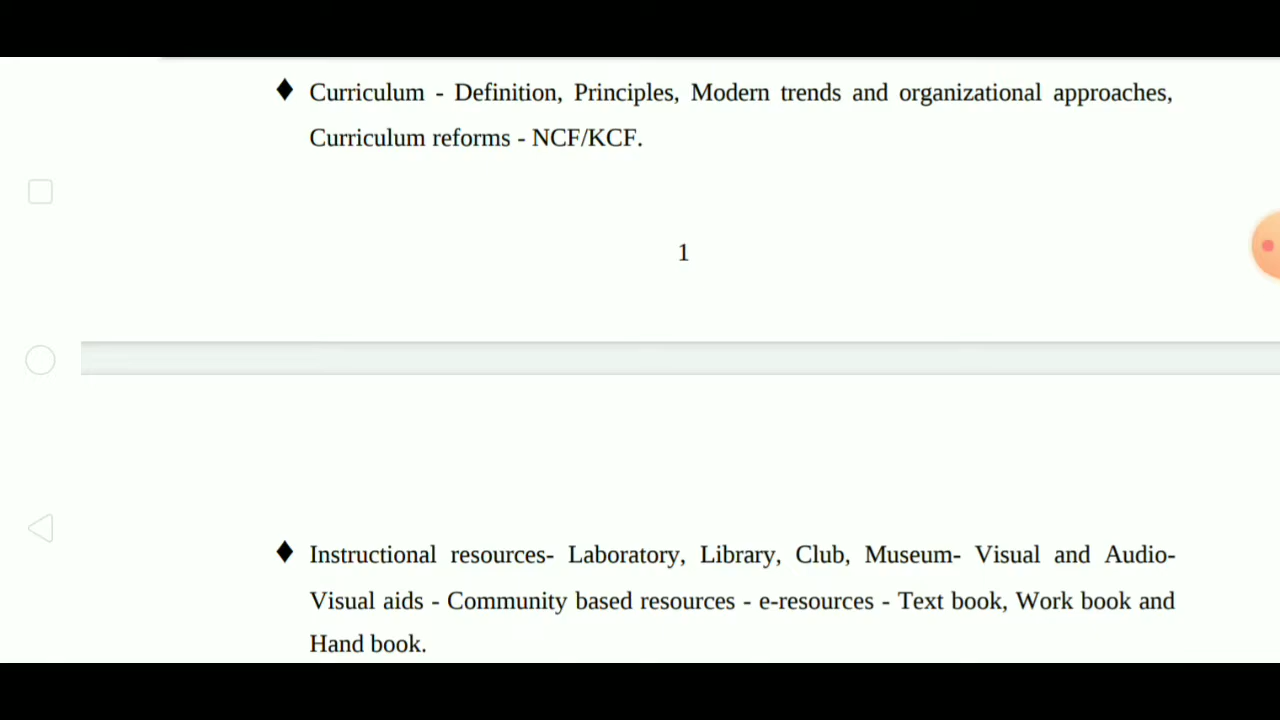 ♦ Curriculum - Definition, Principles, Modern trends and organizational approaches,
Curriculum reforms - NCF/KCF.
1
♦ Instructional resources- Laboratory, Library, Club, Museum- Visual and Audio-
Visual aids - Community based resources - e-resources - Text book, Work book and
Hand book.